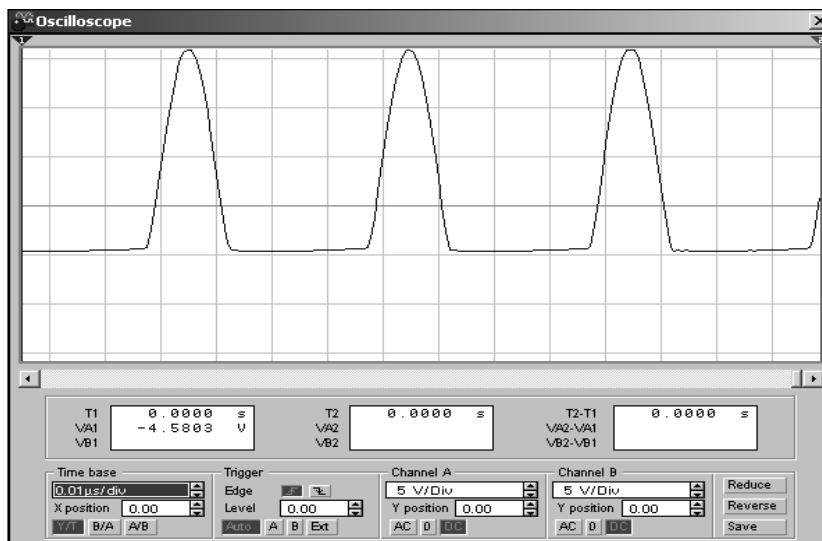 Oscilloscope
1 2
T1 0.0000 s T2 0.0000 s T2-T1 0.0000 s
VA1 -4.5803 V VA2 VA2-VA1
VB1 VB2 VB2-VB1
Time base Trigger Channel A Channel B
0.01µs/div Edge 5 V/Div 5 V/Div Reduce
X position 0.00 Level 0.00 Y position 0.00 Y position 0.00 Reverse
Y/T B/A A/B Auto A B Ext AC 0 DC AC 0 DC Save